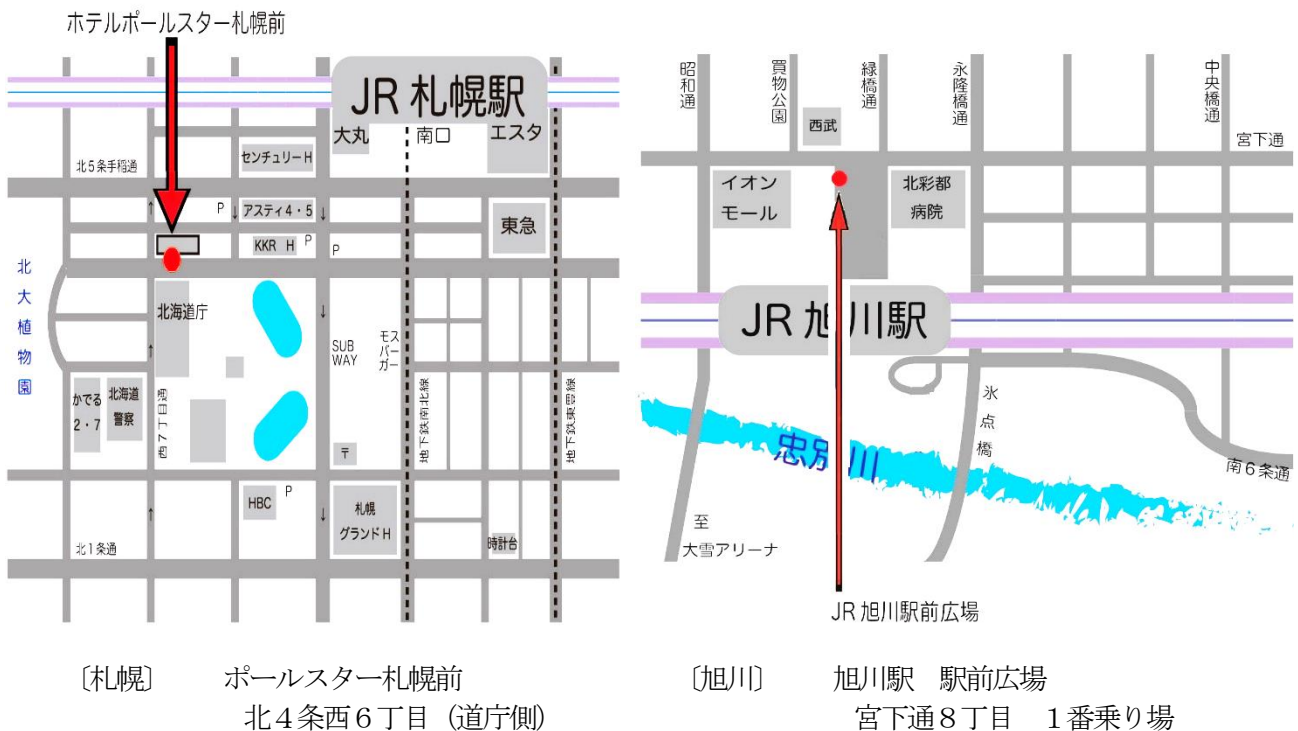 ホテルポールスター札幌前
JR 札幌駅
大丸
南口
エスタ
センチュリーH
北５条手稲通
P
アスティ４・５
東急
KKR H
P
P
北大植物園
北海道庁
SUB
WAY
モスバーガー
かでる
２・７
北海道
警察
西７丁目通
地下鉄南北線
地下鉄東豊線
〒
HBC
P
札幌
グランドH
時計台
北１条通
〔札幌〕 ポールスター札幌前
北４条西６丁目（道庁側）
昭和通
買物公園
緑橋通
永隆橋通
中央橋通
西武
宮下通
イオン
モール
北彩都
病院
JR 旭川駅
氷点橋
忠別川
南６条通
至
大雪アリーナ
JR 旭川駅前広場
〔旭川〕 旭川駅　駅前広場
宮下通８丁目　１番乗り場